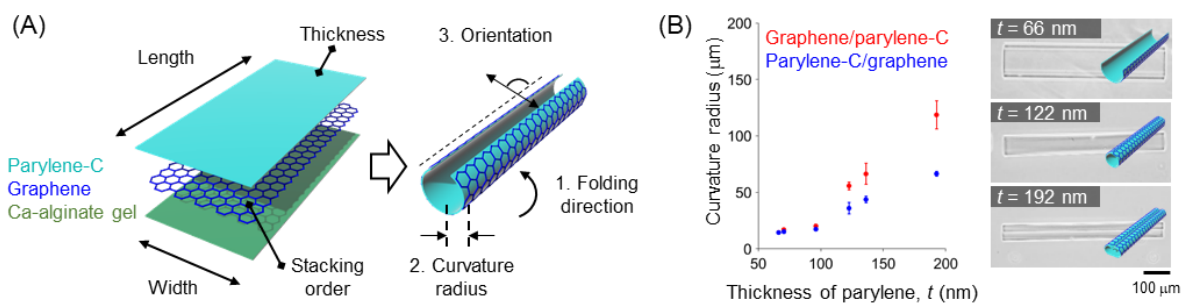 (A)
Thickness
Length
Parylene-C
Graphene
Ca-alginate gel
Width
Stacking
order
3. Orientation
1. Folding
direction
2. Curvature
radius
(B)
Curvature radius (μm)
200
150
100
50
0
Graphene/parylene-C
Parylene-C/graphene
50
100
150
200
Thickness of parylene, t (nm)
t = 66 nm
t = 122 nm
t = 192 nm
100 μm